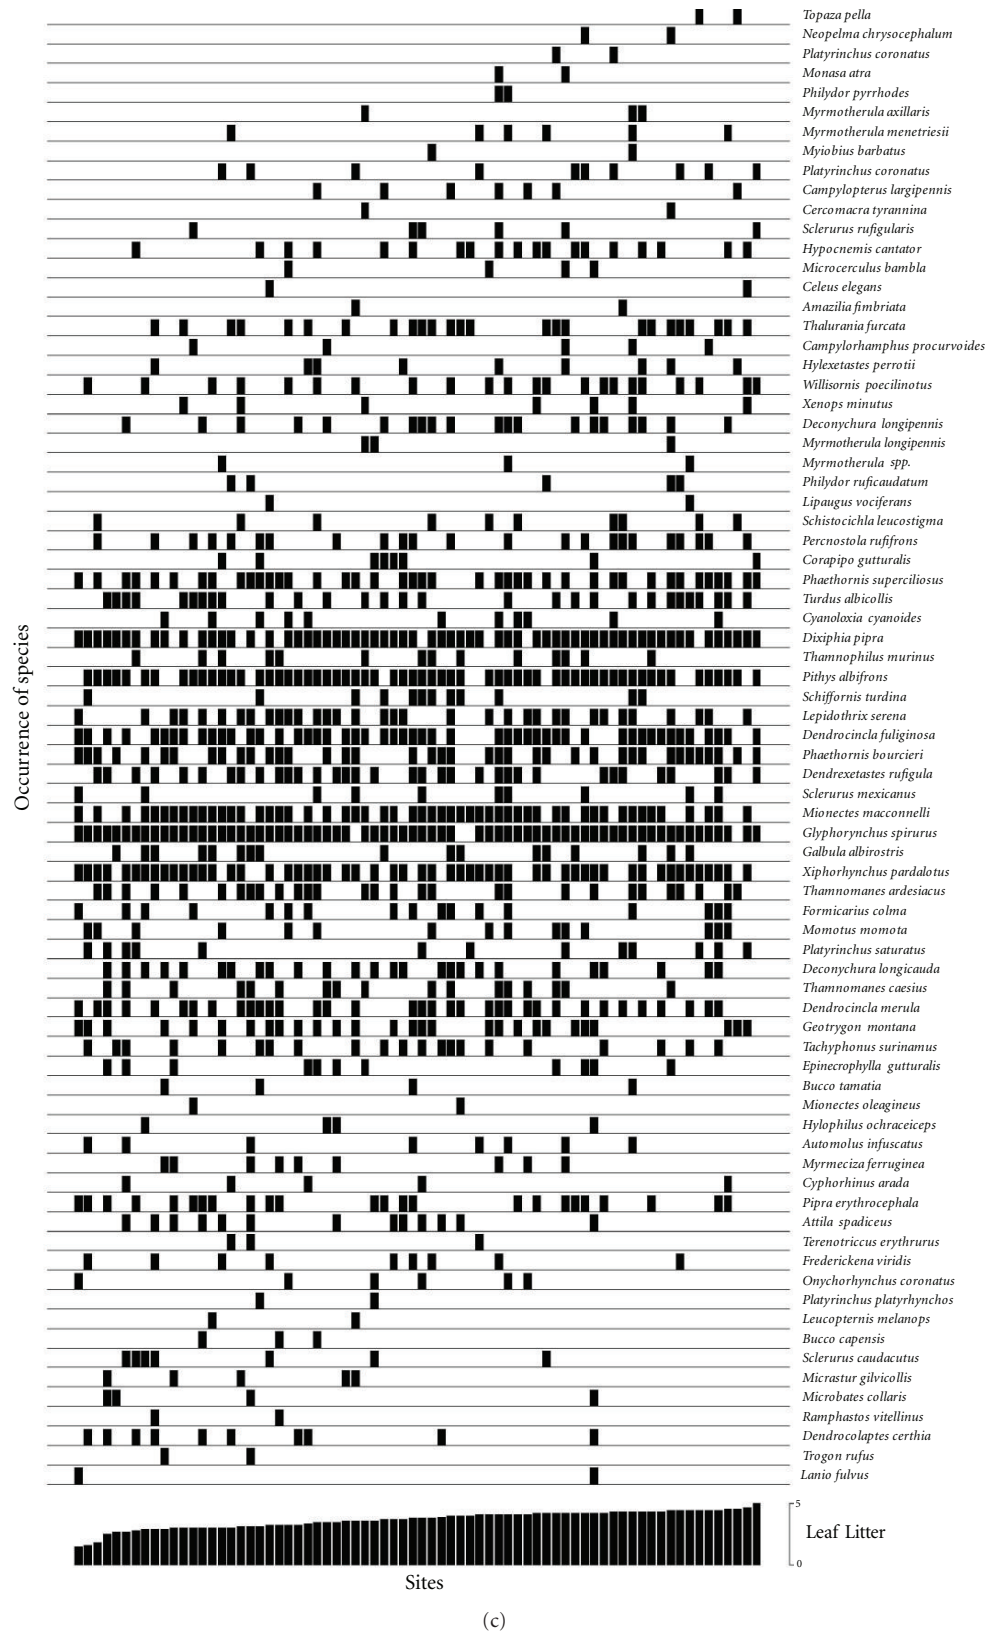 Topaza pella
Neopelma chrysocephalum
Platyrinchus coronatus
Monasa atra
Philydor pyrrhodes
Myrmotherula axillaris
Myrmotherula menetriesii
Myiobius barbatus
Platyrinchus coronatus
Campylopterus largipennis
Cercomacra tyrannina
Sclerurus rufigularis
Hypocnemis cantator
Microcerculus bambla
Celeus elegans
Amazilia fimbriata
Thalurania furcata
Campylorhamphus procurvoides
Hylexetastes perrotii
Willisornis poecilinotus
Xenops minutus
Deconychura longipennis
Myrmotherula longipennis
Myrmotherula spp.
Philydor ruficaudatum
Lipaugus vociferans
Schistocichla leucostigma
Percnostola rufifrons
Corapipo gutturalis
Phaethornis superciliosus
Turdus albicollis
Cyanoloxia cyanoides
Dixiphia pipra
Thamnophilus murinus
Pithys albifrons
Schiffornis turdina
Lepidothrix serena
Dendrocincla fuliginosa
Phaethornis bourcieri
Dendrexetastes rufigula
Sclerurus mexicanus
Mionectes macconnelli
Glyphorynchus spirurus
Galbula albirostris
Xiphorhynchus pardalotus
Thamnomanes ardesiacus
Formicarius colma
Momotus momota
Platyrinchus saturatus
Deconychura longicauda
Thamnomanes caesius
Dendrocincla merula
Geotrygon montana
Tachyphonus surinamus
Epinecrophylla gutturalis
Bucco tamatia
Mionectes oleagineus
Hylophilus ochraceiceps
Automolus infuscatus
Myrmeciza ferruginea
Cyphorhinus arada
Pipra erythrocephala
Attila spadiceus
Terenotriccus erythrurus
Frederickena viridis
Onychorhynchus coronatus
Platyrinchus platyrhynchos
Leucopternis melanops
Bucco capensis
Sclerurus caudacutus
Micrastur gilvicollis
Microbates collaris
Ramphastos vitellinus
Dendrocolaptes certhia
Trogon rufus
Lanio fulvus
Occurrence of species
5
Leaf Litter
0
Sites
(c)